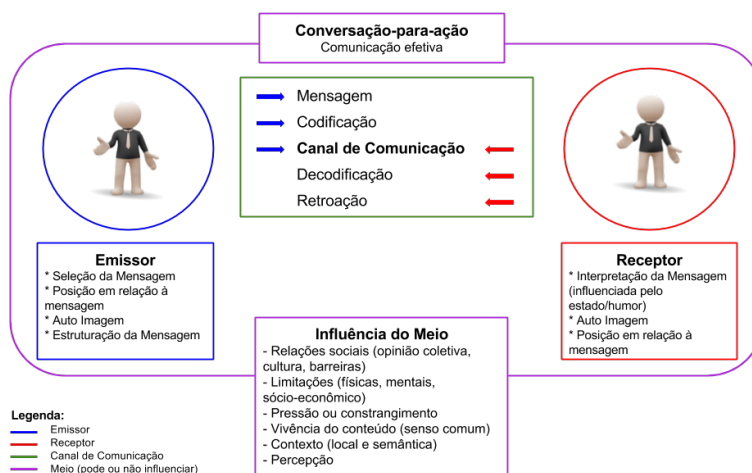 Conversação-para-ação
Comunicação efetiva
Mensagem
Codificação
Canal de Comunicação
Decodificação
Retroação
Emissor
* Seleção da Mensagem
* Posição em relação à
mensagem
* Auto Imagem
* Estruturação da Mensagem
Receptor
* Interpretação da Mensagem
(influenciada pelo
estado/humor)
* Auto Imagem
* Posição em relação à
mensagem
Influência do Meio
- Relações sociais (opinião coletiva,
cultura, barreiras)
- Limitações (físicas, mentais,
sócio-econômico)
- Pressão ou constrangimento
- Vivência do conteúdo (senso comum)
- Contexto (local e semântica)
- Percepção
Legenda:
Emissor
Receptor
Canal de Comunicação
Meio (pode ou não influenciar)